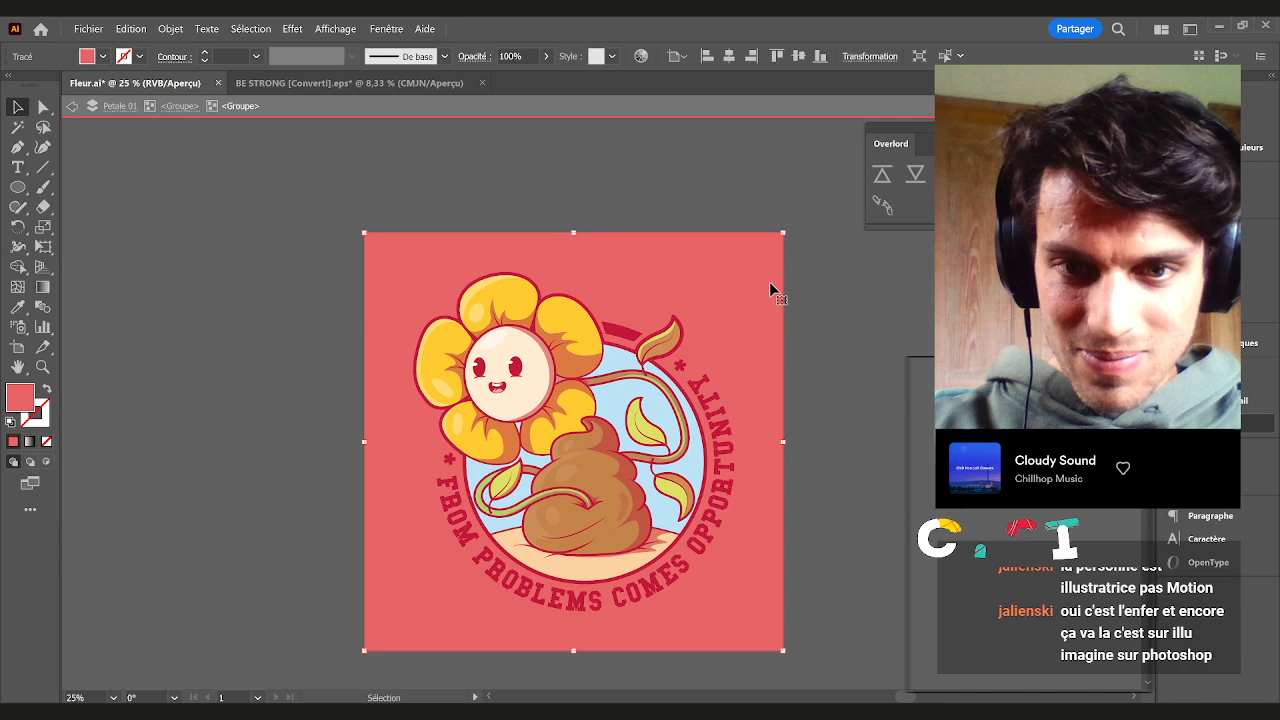 Ai Fichier Edition Objet Texte Sélection Effet Affichage Fenêtre Aide Partager
Tracé Contour : De base Opacité : 100% Style : Transformation
Fleur.ai* @ 25 % (RVB/Aperçu) × BE STRONG [Converti].eps* @ 8,33 % (CMJN/Aperçu) ×
Petale 01 <Groupe> <Groupe>
Overlord
* FROM PROBLEMS COMES OPPORTUNITY *
Cloudy Sound
Chillhop Music
Paragraphe
Caractère
OpenType
jalienski la personne est
illustratrice pas Motion
jalienski oui c'est l'enfer et encore
ça va la c'est sur illu
imagine sur photoshop
25% 0° 1 Sélection